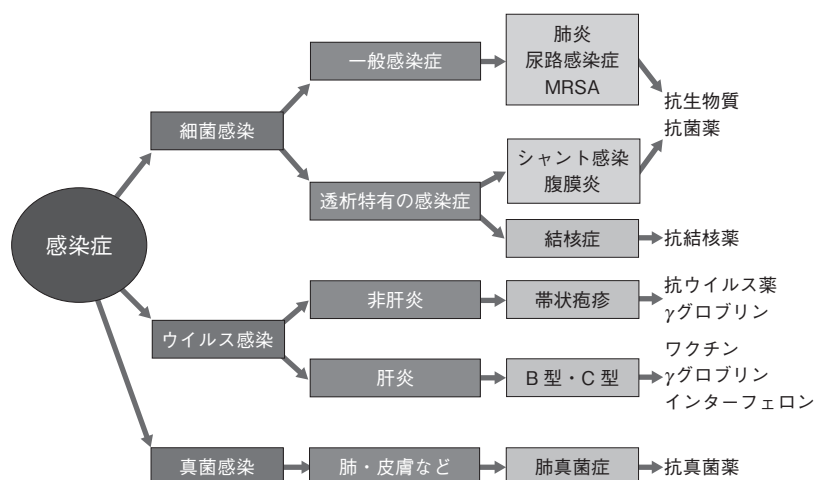 感染症
細菌感染
一般感染症
肺炎
尿路感染症
MRSA
抗生物質
抗菌薬
透析特有の感染症
シャント感染
腹膜炎
結核症
抗結核薬
ウイルス感染
非肝炎
帯状疱疹
抗ウイルス薬
γグロブリン
肝炎
B型・C型
ワクチン
γグロブリン
インターフェロン
真菌感染
肺・皮膚など
肺真菌症
抗真菌薬